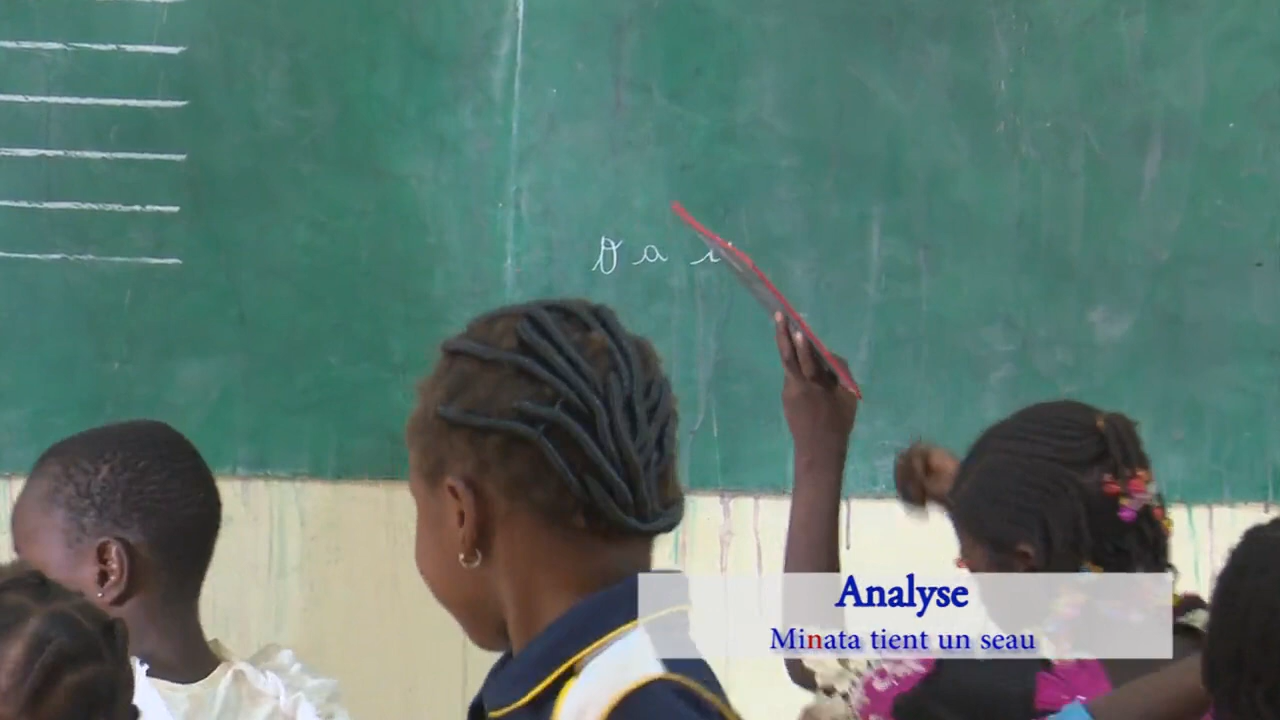 o a i
Analyse
Minata tient un seau